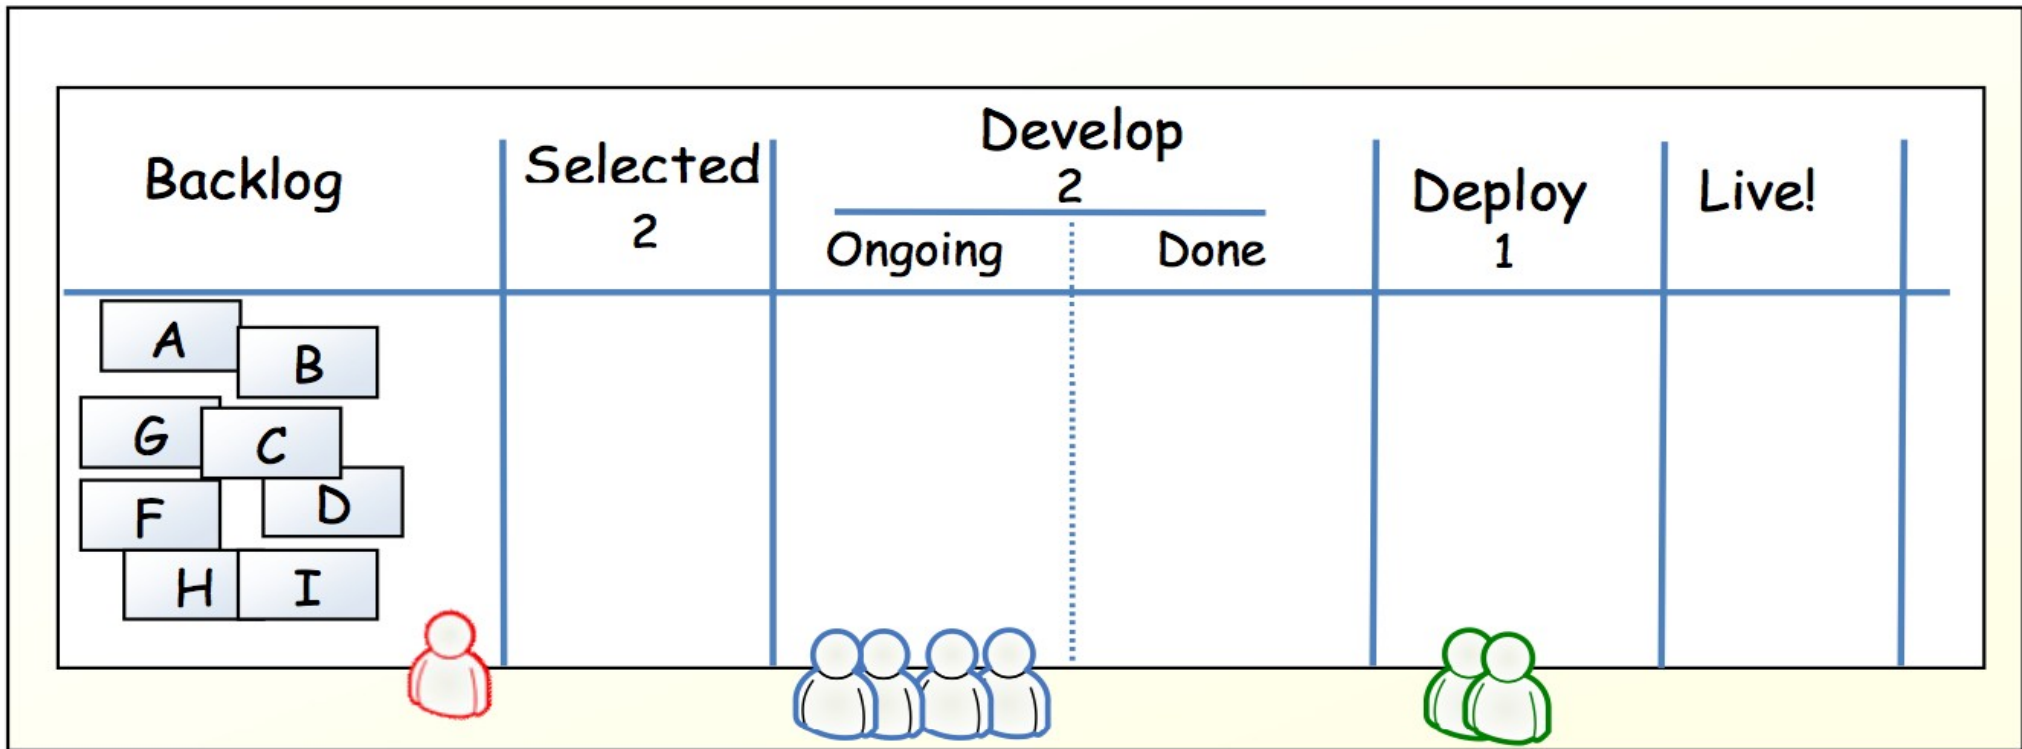 Backlog
Selected
2
Develop
2
Ongoing
Done
Deploy
1
Live!
A
B
G
C
F
D
H
I